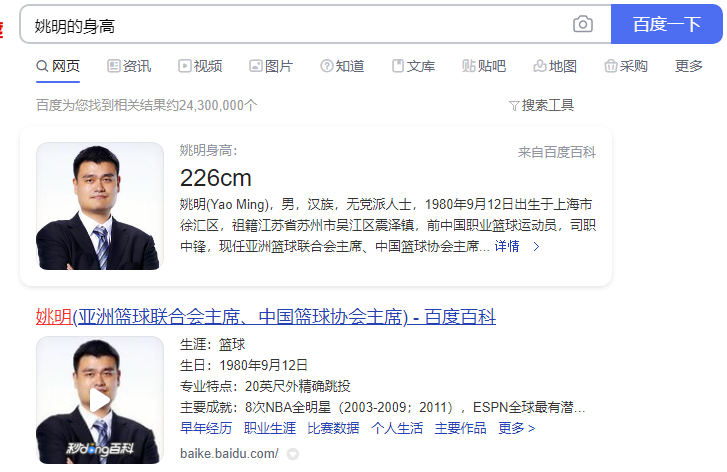 姚明的身高
百度一下
网页 资讯 视频 图片 知道 文库 贴吧 地图 采购 更多
百度为您找到相关结果约24,300,000个 搜索工具
姚明身高： 来自百度百科
226cm
姚明(Yao Ming)，男，汉族，无党派人士，1980年9月12日出生于上海市
徐汇区，祖籍江苏省苏州市吴江区震泽镇，前中国职业篮球运动员，司职
中锋，现任亚洲篮球联合会主席、中国篮球协会主席... 详情 >
姚明(亚洲篮球联合会主席、中国篮球协会主席) - 百度百科
生涯：篮球
生日：1980年9月12日
专业特点：20英尺外精确跳投
主要成就：8次NBA全明星（2003-2009；2011），ESPN全球最有潜...
早年经历 职业生涯 比赛数据 个人生活 主要作品 更多 >
秒dong百科
baike.baidu.com/